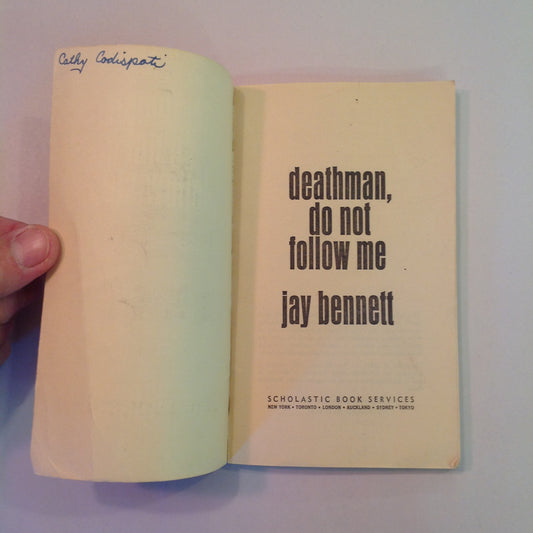 Cathy Codispoti
deathman,
do not
follow me
jay bennett
SCHOLASTIC BOOK SERVICES
NEW YORK • TORONTO • LONDON • AUCKLAND • SYDNEY • TOKYO